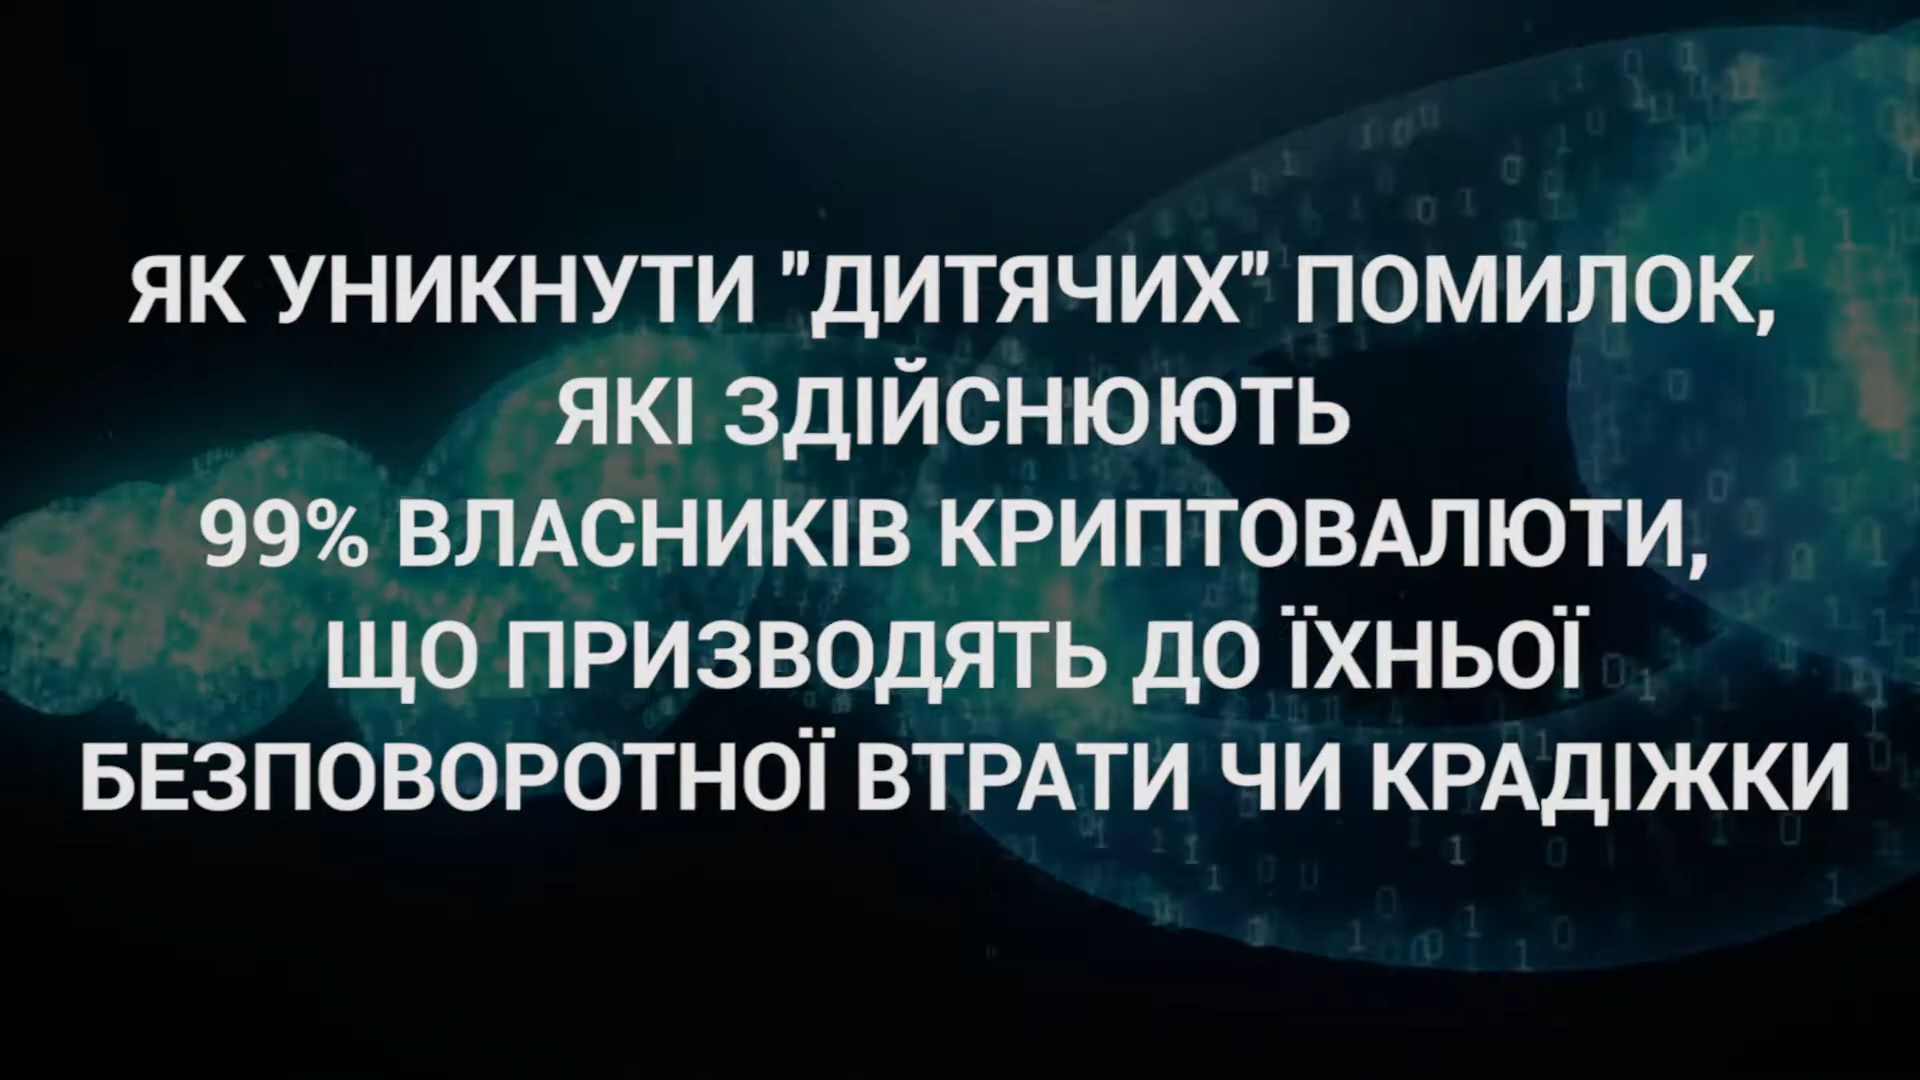 ЯК УНИКНУТИ "ДИТЯЧИХ" ПОМИЛОК,
ЯКІ ЗДІЙСНЮЮТЬ
99% ВЛАСНИКІВ КРИПТОВАЛЮТИ,
ЩО ПРИЗВОДЯТЬ ДО ЇХНЬОЇ
БЕЗПОВОРОТНОЇ ВТРАТИ ЧИ КРАДІЖКИ